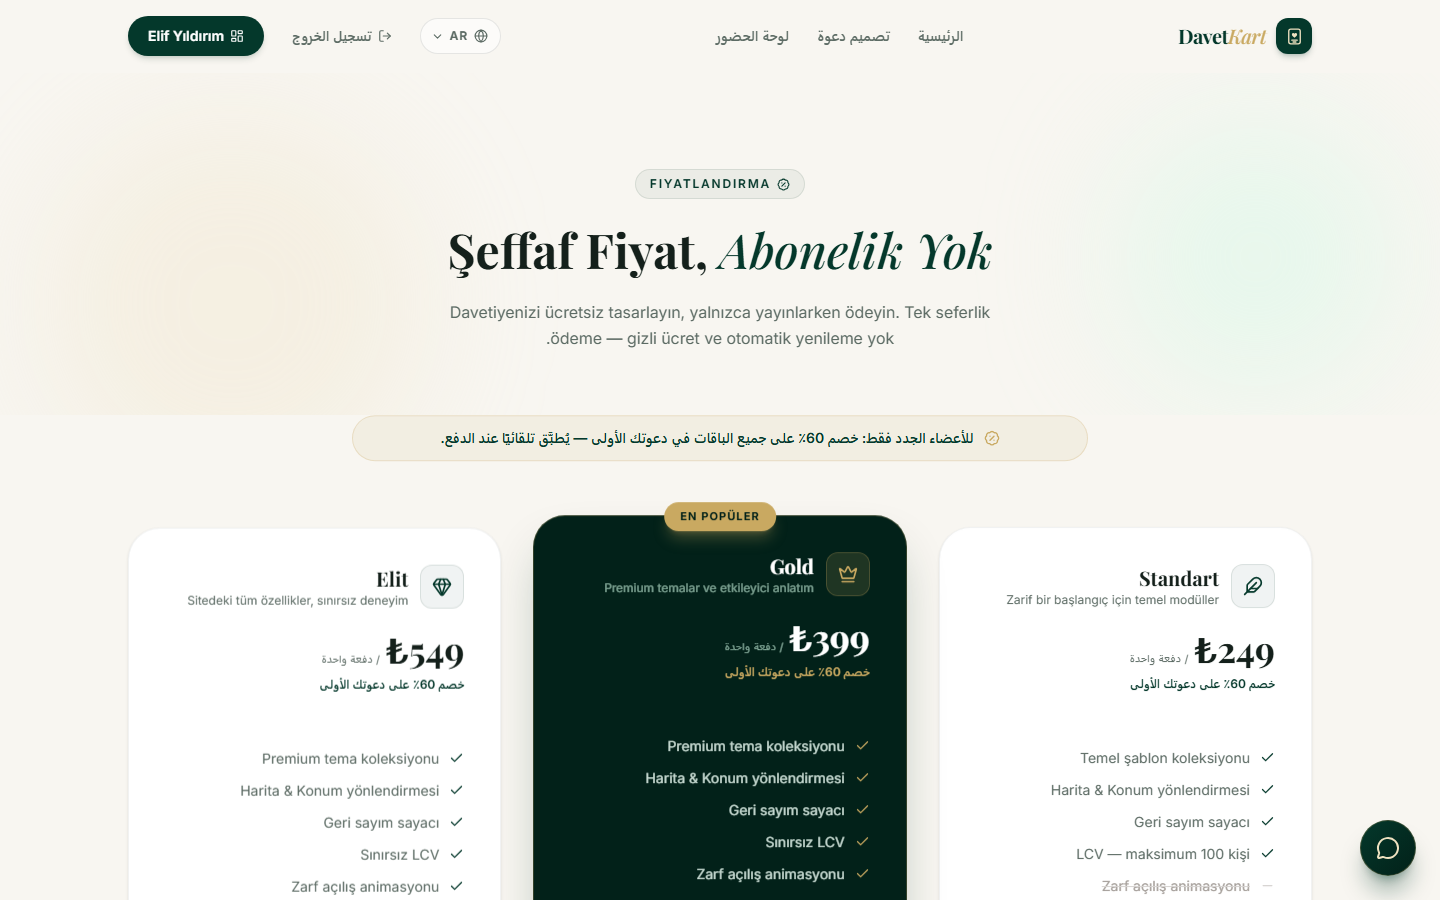 DavetKart
الرئيسية
تصميم دعوة
لوحة الحضور
AR
تسجيل الخروج
Elif Yıldırım
FIYATLANDIRMA
Şeffaf Fiyat, Abonelik Yok
Davetiyenizi ücretsiz tasarlayın, yalnızca yayınlarken ödeyin. Tek seferlik
.ödeme — gizli ücret ve otomatik yenileme yok
للأعضاء الجدد فقط: خصم 60٪ على جميع الباقات في دعوتك الأولى — يُطبَّق تلقائيًا عند الدفع.
Standart
Zarif bir başlangıç için temel modüller
₺249 / دفعة واحدة
خصم 60٪ على دعوتك الأولى
Temel şablon koleksiyonu
Harita & Konum yönlendirmesi
Geri sayım sayacı
LCV — maksimum 100 kişi
Zarf açılış animasyonu
EN POPÜLER
Gold
Premium temalar ve etkileyici anlatım
₺399 / دفعة واحدة
خصم 60٪ على دعوتك الأولى
Premium tema koleksiyonu
Harita & Konum yönlendirmesi
Geri sayım sayacı
Sınırsız LCV
Zarf açılış animasyonu
Elit
Sitedeki tüm özellikler, sınırsız deneyim
₺549 / دفعة واحدة
خصم 60٪ على دعوتك الأولى
Premium tema koleksiyonu
Harita & Konum yönlendirmesi
Geri sayım sayacı
Sınırsız LCV
Zarf açılış animasyonu